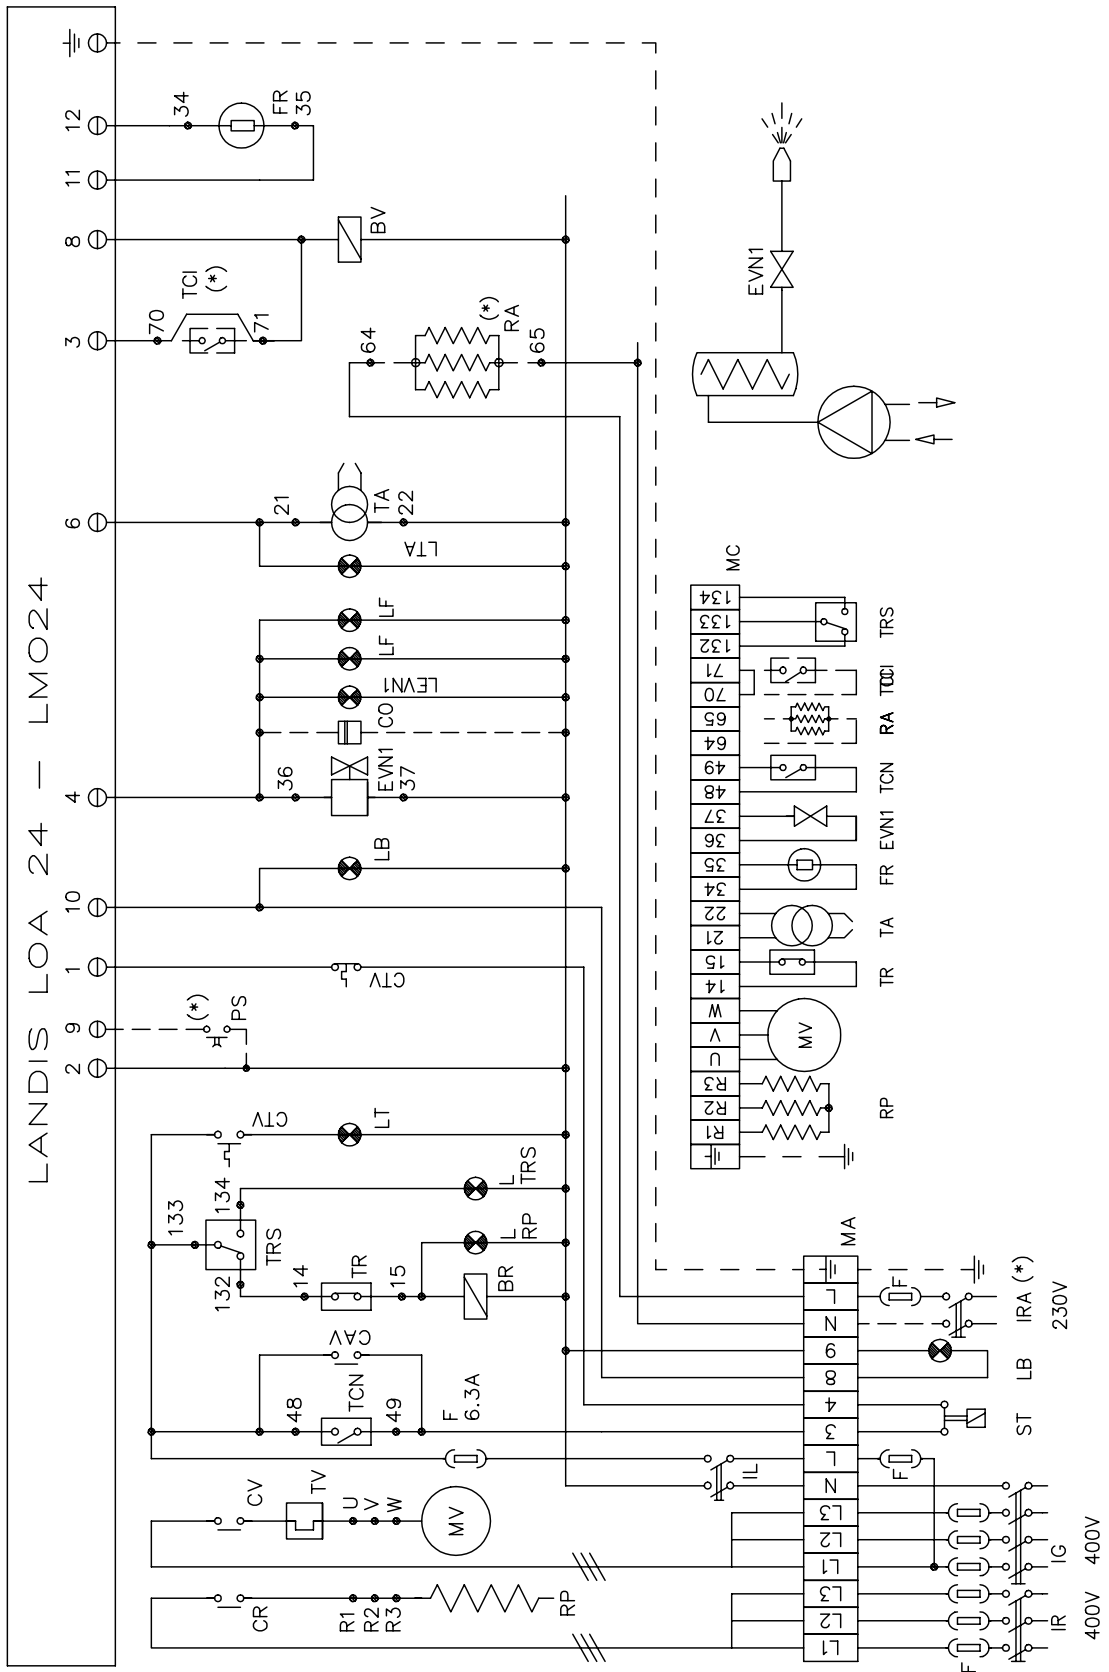 LANDIS LOA 24 - LMO24
12
11
8
3
6
4
10
1
9
2
34
FR
35
BV
70
TCI
(*)
71
64
(*)
RA
65
21
TA
22
LTA
LF
LF
LEVN1
CO
36
EVN1
37
LB
CTV
(*)
PS
CTV
LT
133
134
TRS
132
L
TRS
L
RP
14
TR
15
BR
CAV
48
TCN
49
F
6.3A
IL
CV
TV
U
V
W
MV
CR
R1
R2
R3
RP
EVN1
MC
134
133
132
71
70
65
64
49
48
37
36
35
34
22
21
15
14
W
V
U
R3
R2
R1
TRS
RA
TCN
EVN1
FR
TA
TR
MV
RP
MA
L
N
9
8
4
3
L
N
L3
L2
L1
L3
L2
L1
F
IRA (*)
230V
LB
ST
F
IG
400V
IR
400V
F